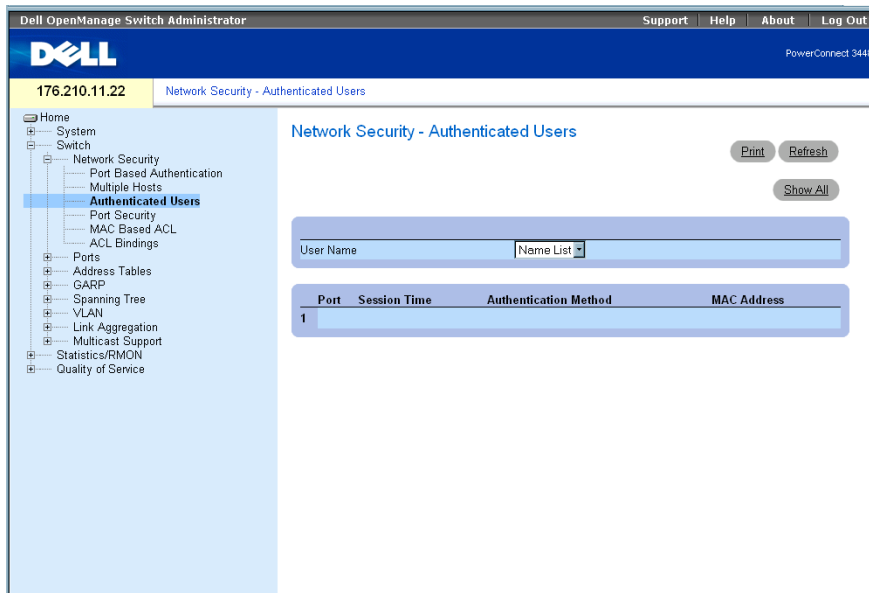 Dell OpenManage Switch Administrator Support Help About Log Out
DELL
PowerConnect 344
176.210.11.22 Network Security - Authenticated Users
Home
System
Switch
Network Security
Port Based Authentication
Multiple Hosts
Authenticated Users
Port Security
MAC Based ACL
ACL Bindings
Ports
Address Tables
GARP
Spanning Tree
VLAN
Link Aggregation
Multicast Support
Statistics/RMON
Quality of Service
Network Security - Authenticated Users
Print Refresh
Show All
User Name Name List
Port Session Time Authentication Method MAC Address
1